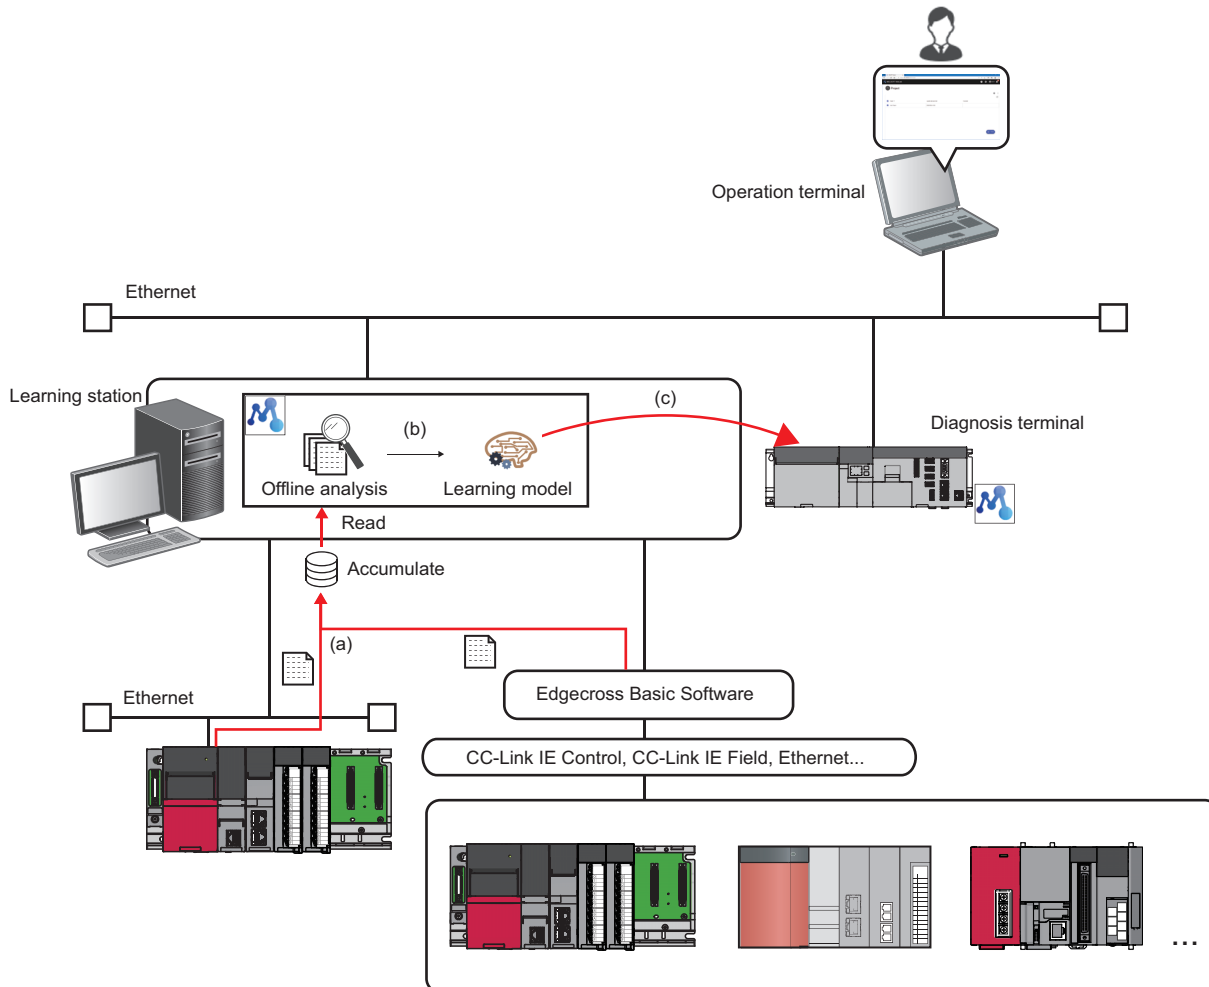 Operation terminal
Ethernet
Learning station
(c)
(b)
Diagnosis terminal
Offline analysis
Learning model
Read
Accumulate
(a)
Edgecross Basic Software
Ethernet
CC-Link IE Control, CC-Link IE Field, Ethernet...
...